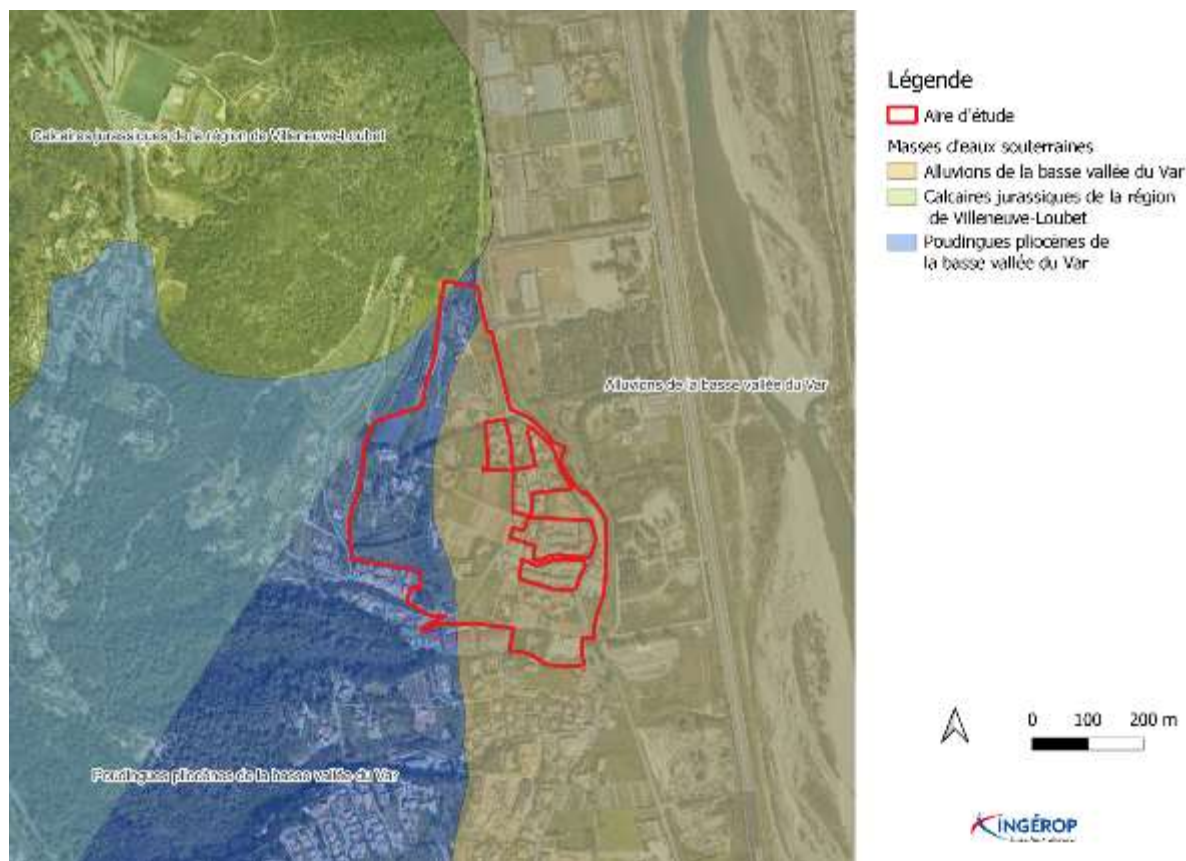 Calcaires jurassiques de la région de Villeneuve-Loubet
Alluvions de la basse vallée du Var
Poudingues pliocènes de la basse vallée du Var
Légende
Aire d'étude
Masses d'eaux souterraines
Alluvions de la basse vallée du Var
Calcaires jurassiques de la région
de Villeneuve-Loubet
Poudingues pliocènes de
la basse vallée du Var
0 100 200 m
INGÉROP